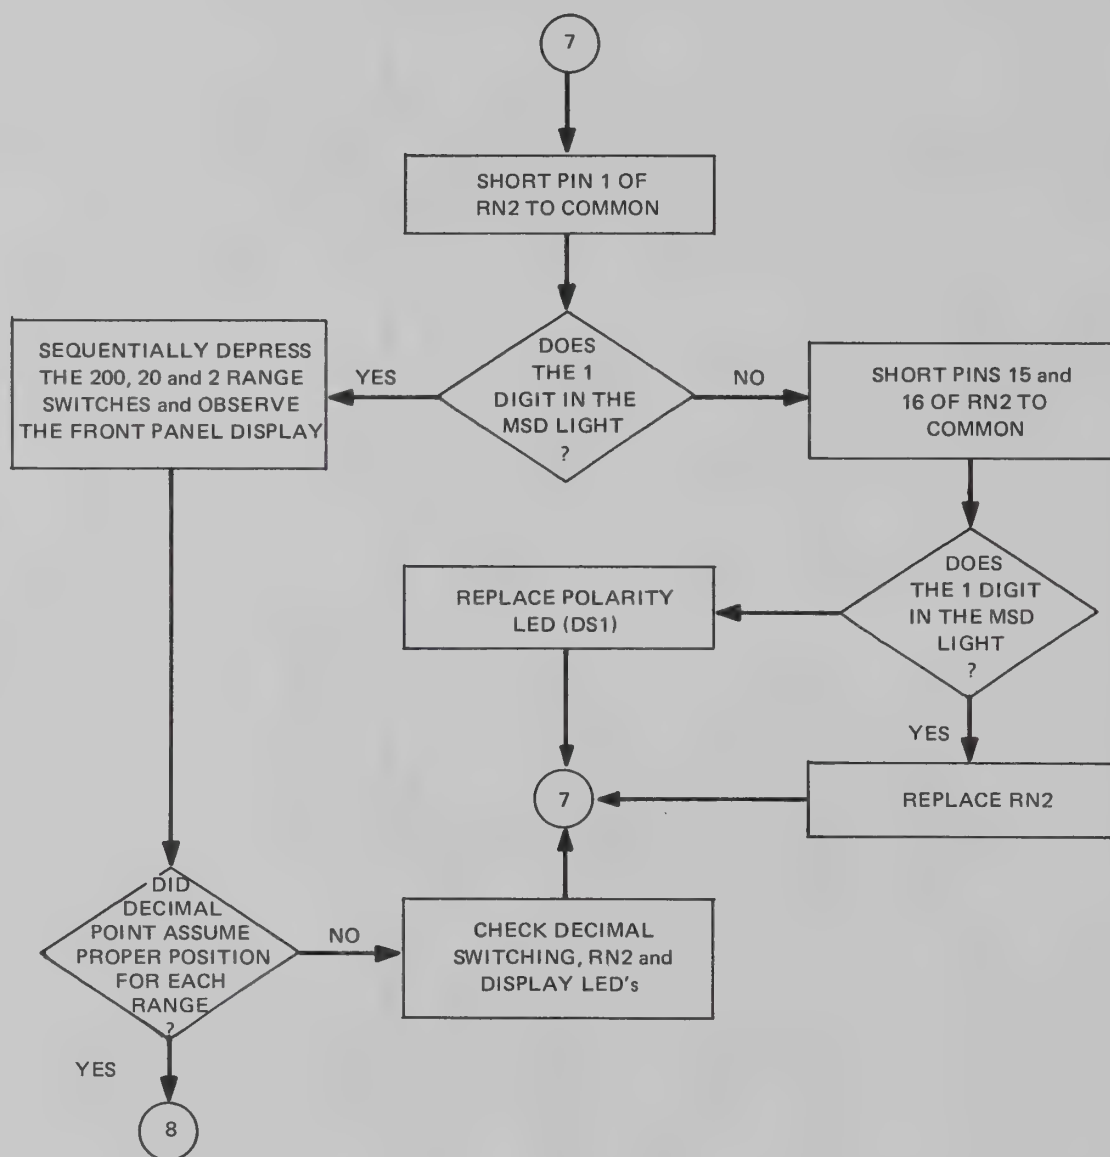 7
SHORT PIN 1 OF
RN2 TO COMMON
DOES
THE 1
DIGIT IN THE
MSD LIGHT
?
YES
NO
SEQUENTIALLY DEPRESS
THE 200, 20 and 2 RANGE
SWITCHES and OBSERVE
THE FRONT PANEL DISPLAY
SHORT PINS 15 and
16 OF RN2 TO
COMMON
DOES
THE 1 DIGIT
IN THE MSD
LIGHT
?
REPLACE POLARITY
LED (DS1)
YES
REPLACE RN2
7
DID
DECIMAL
POINT ASSUME
PROPER POSITION
FOR EACH
RANGE
?
NO
CHECK DECIMAL
SWITCHING, RN2 and
DISPLAY LED's
YES
8